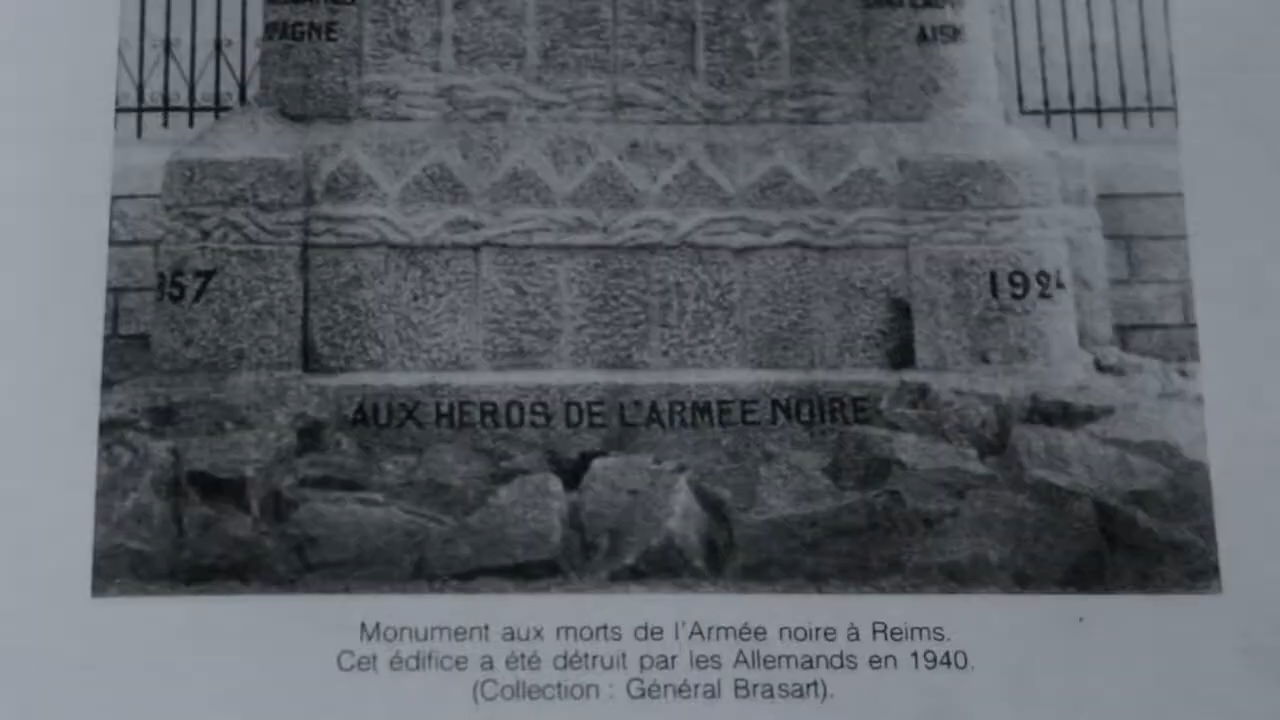 PAGNE
AISN
857
1924
AUX HEROS DE L'ARMEE NOIRE
Monument aux morts de l'Armée noire à Reims.
Cet édifice a été détruit par les Allemands en 1940.
(Collection : Général Brasart).